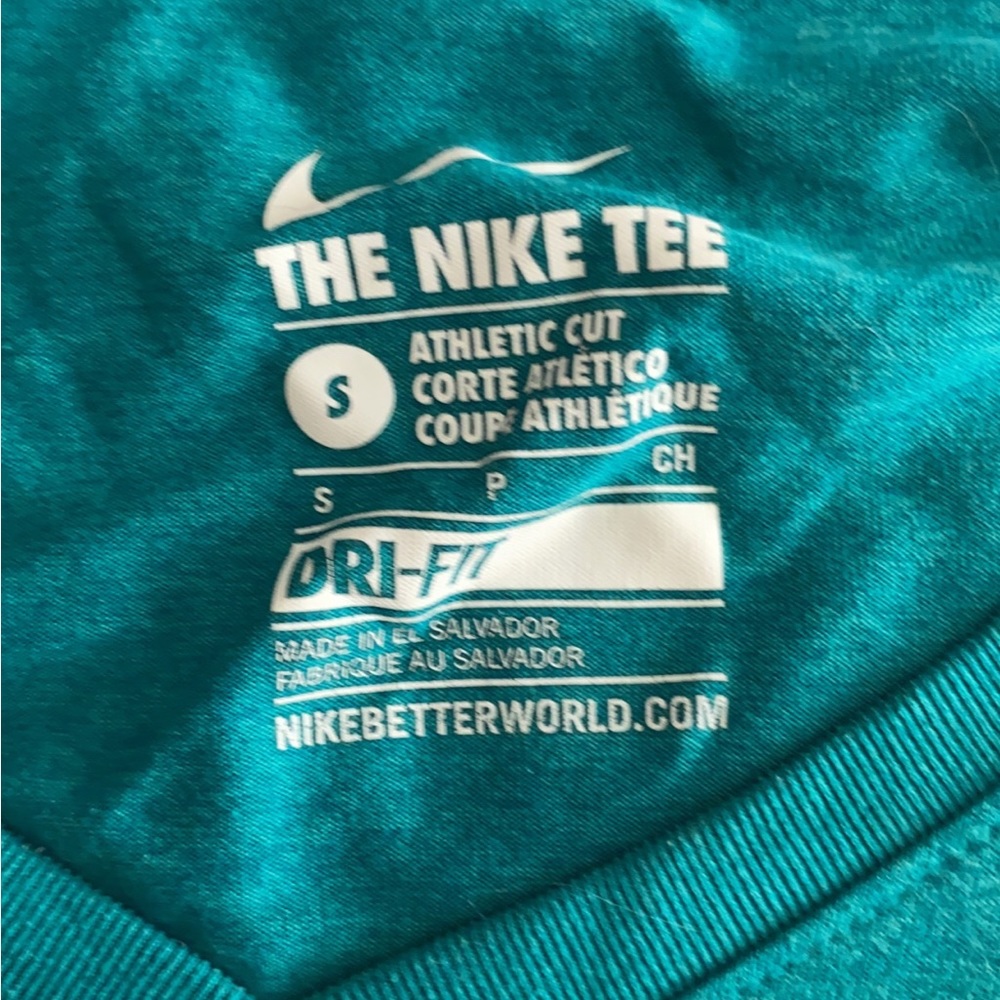 THE NIKE TEE
S
ATHLETIC CUT
CORTE ATLÉTICO
COUPE ATHLÉTIQUE
S P CH
DRI-FIT
MADE IN EL SALVADOR
FABRIQUE AU SALVADOR
NIKEBETTERWORLD.COM